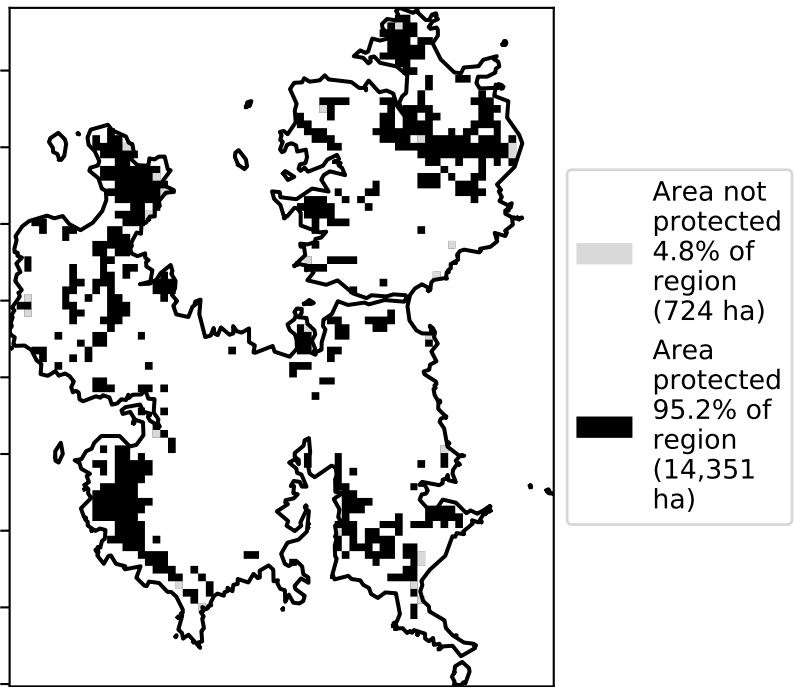 Area not
protected
4.8% of
region
(724 ha)
Area
protected
95.2% of
region
(14,351
ha)